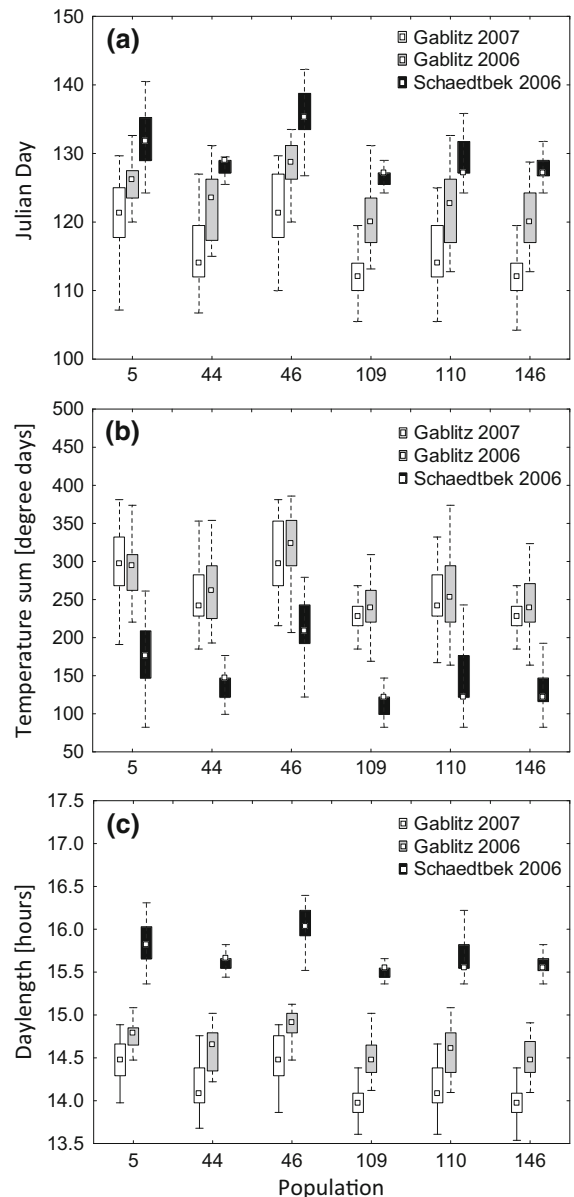 (a)
Gablitz 2007
Gablitz 2006
Schaedtbek 2006
Julian Day
150
140
130
120
110
100
5 44 46 109 110 146
(b)
Gablitz 2007
Gablitz 2006
Schaedtbek 2006
Temperature sum [degree days]
500
450
400
350
300
250
200
150
100
50
5 44 46 109 110 146
(c)
Gablitz 2007
Gablitz 2006
Schaedtbek 2006
Daylength [hours]
17.5
17.0
16.5
16.0
15.5
15.0
14.5
14.0
13.5
5 44 46 109 110 146
Population